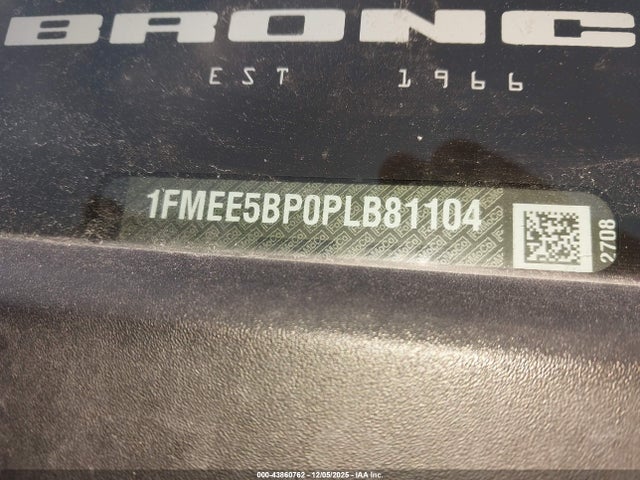 BRONC
EST 1966
1FMEE5BP0PLB81104
2708
000-43860762 - 12/05/2025 - IAA Inc.